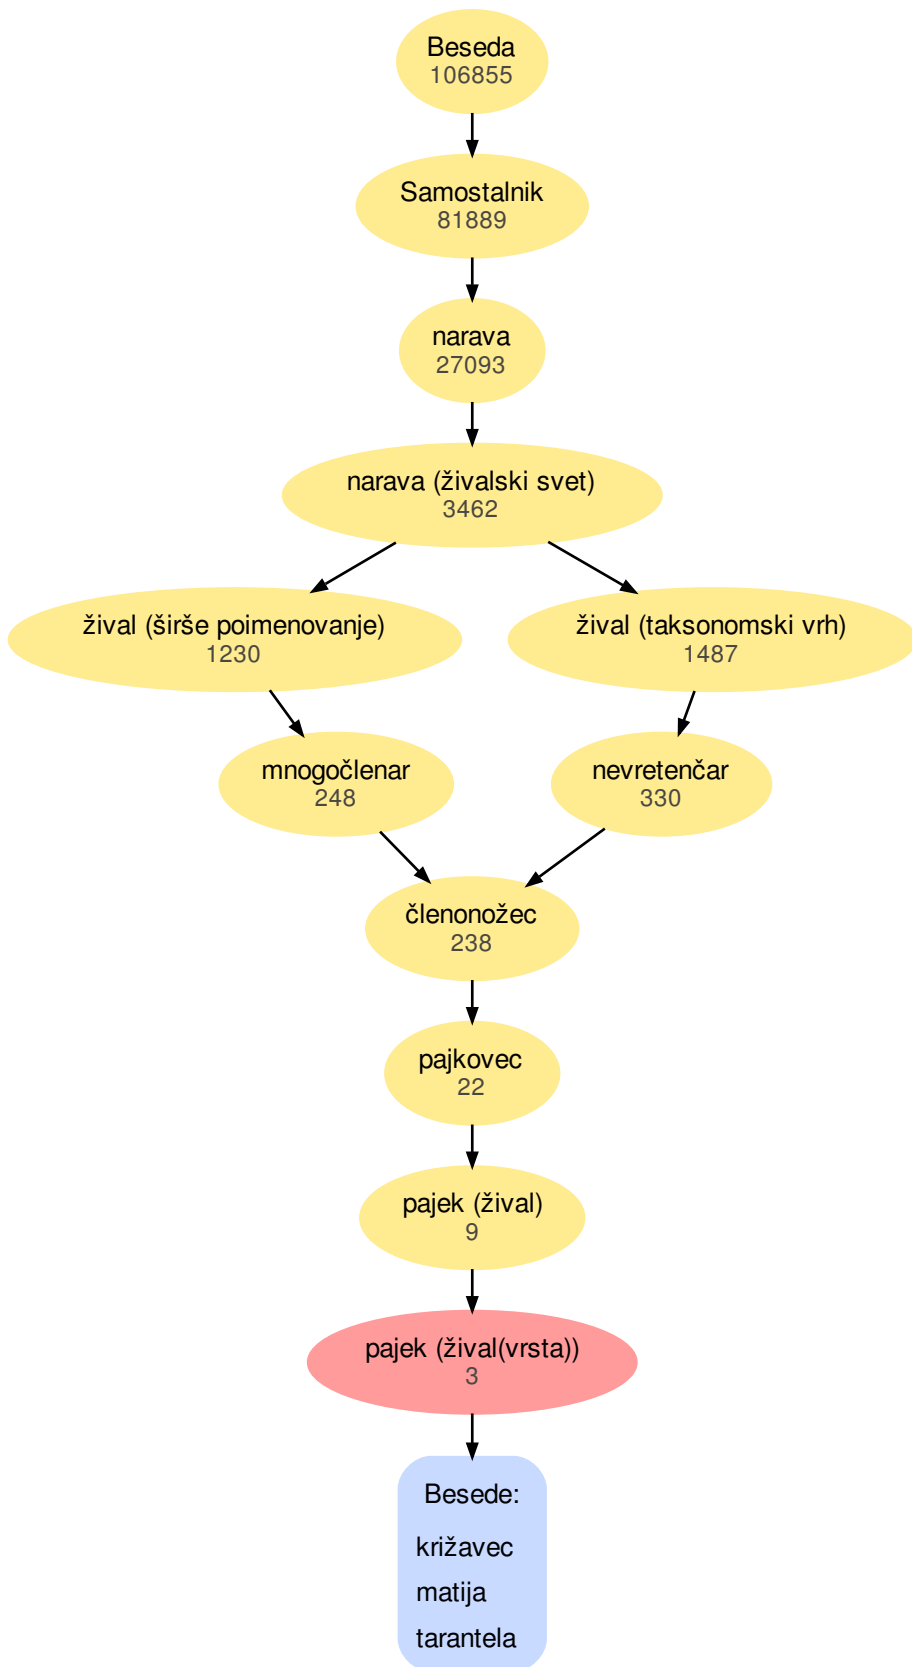 Beseda
106855
Samostalnik
81889
narava
27093
narava (živalski svet)
3462
žival (širše poimenovanje)
1230
žival (taksonomski vrh)
1487
mnogočlenar
248
nevretenčar
330
členonožec
238
pajkovec
22
pajek (žival)
9
pajek (žival(vrsta))
3
Besede:
križavec
matija
tarantela